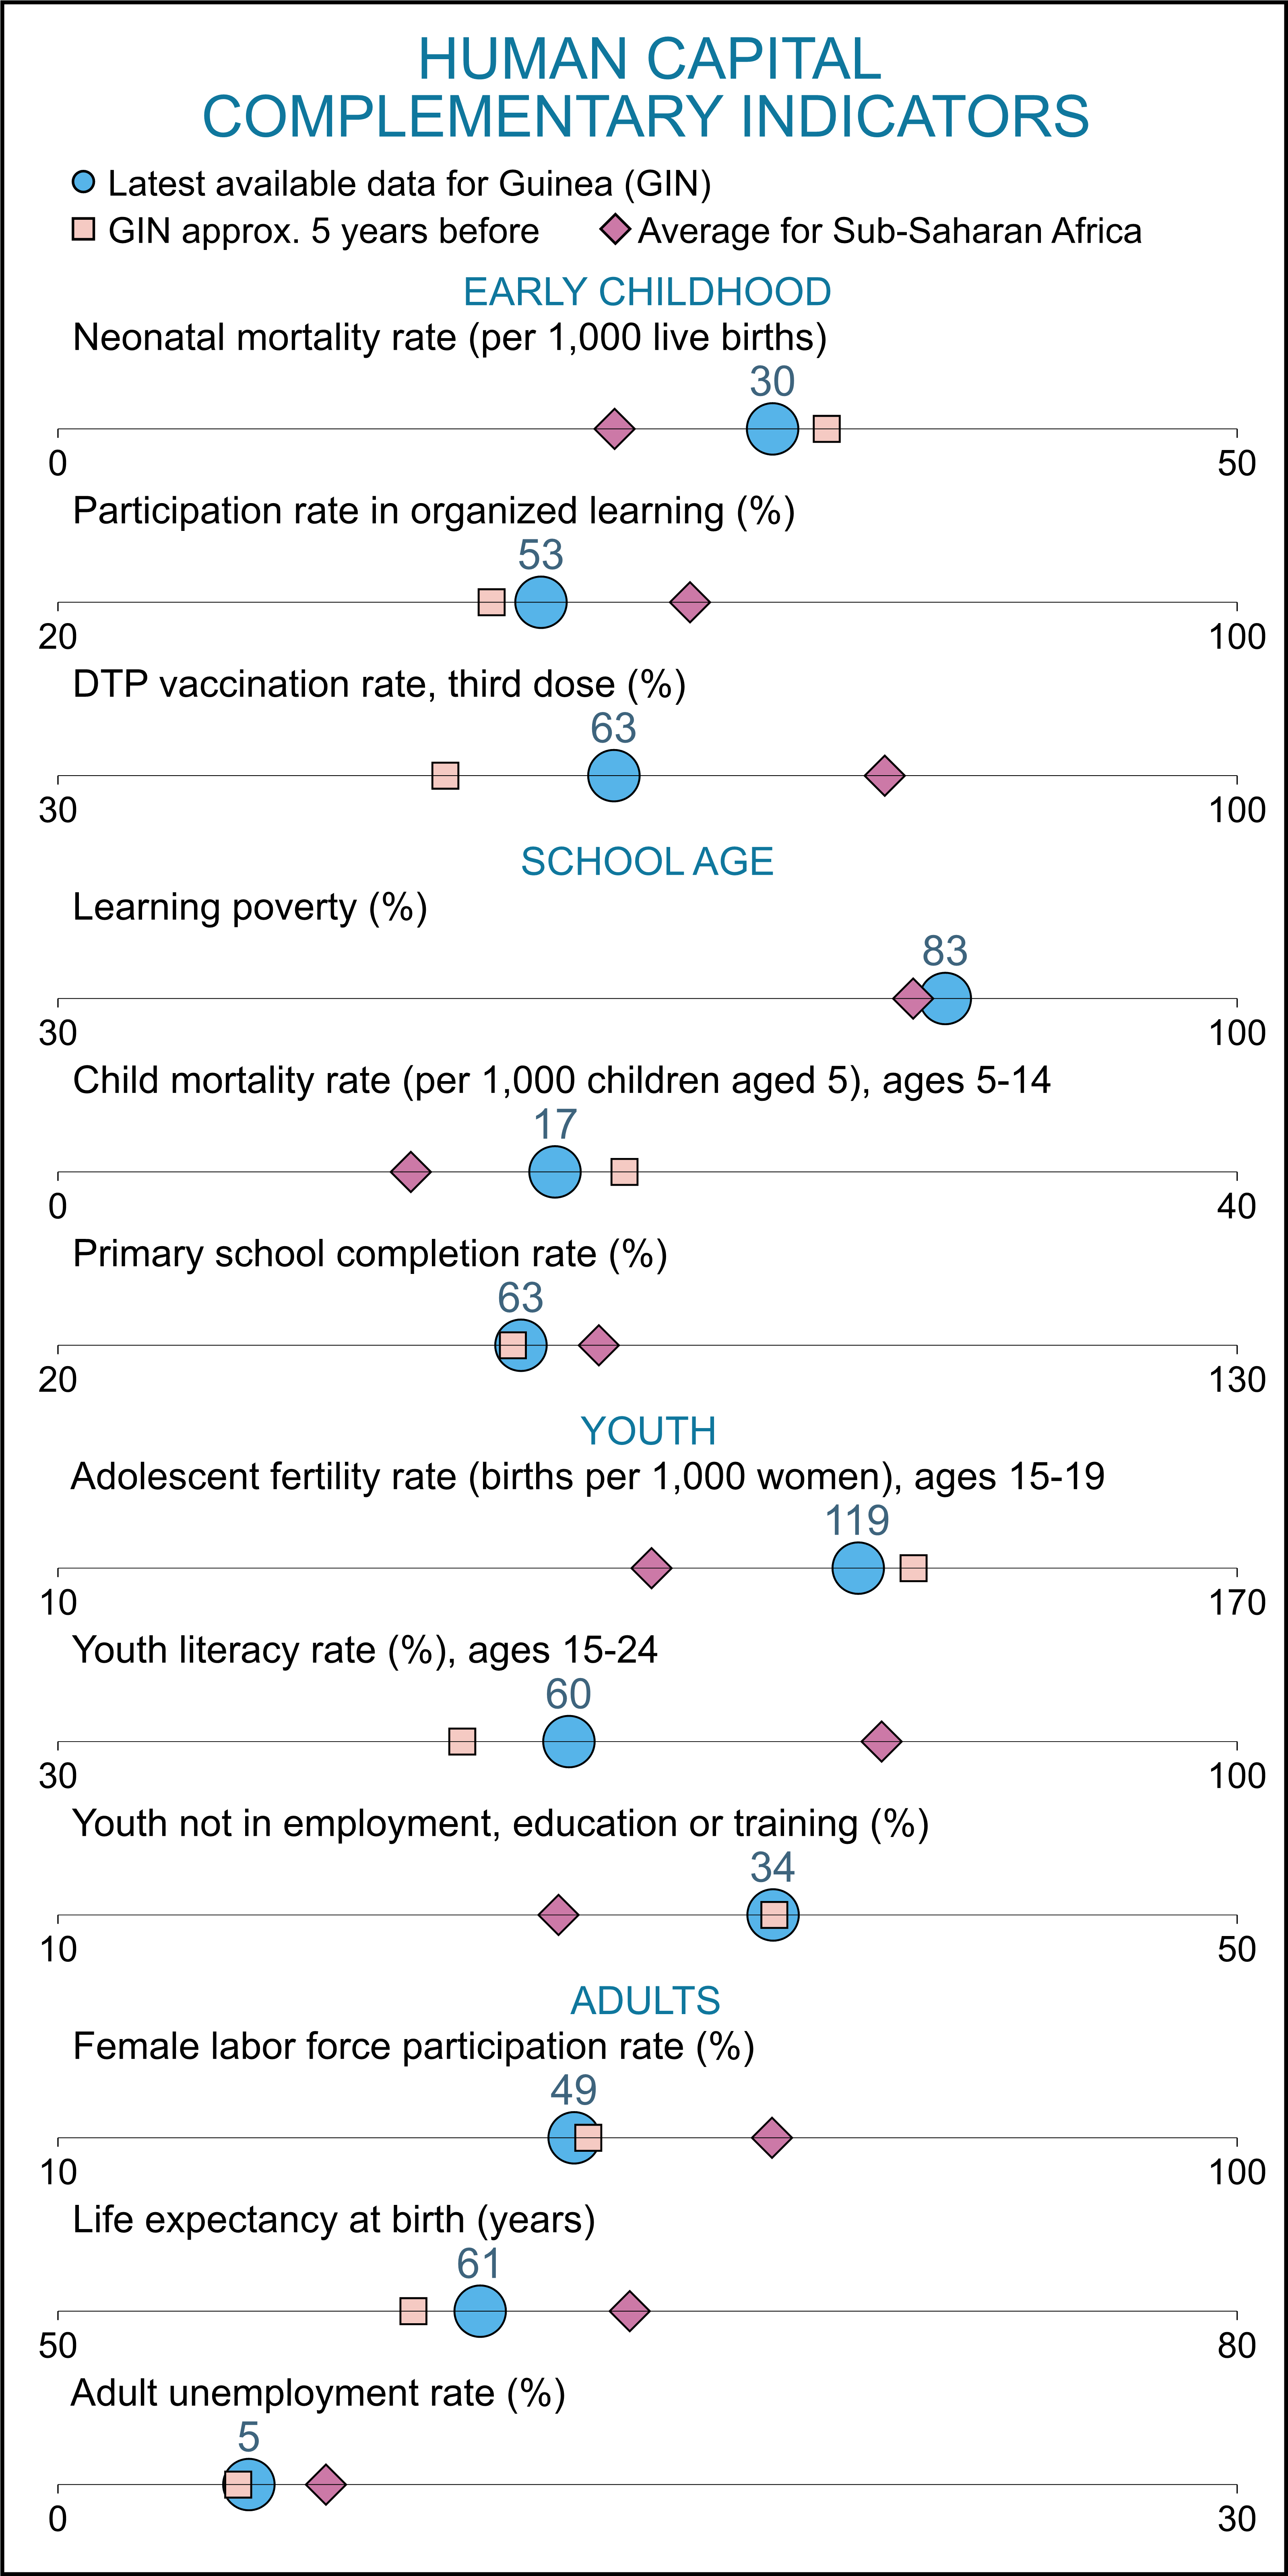 HUMAN CAPITAL
COMPLEMENTARY INDICATORS
Latest available data for Guinea (GIN)
GIN approx. 5 years before Average for Sub-Saharan Africa
EARLY CHILDHOOD
Neonatal mortality rate (per 1,000 live births)
30
0 50
Participation rate in organized learning (%)
53
20 100
DTP vaccination rate, third dose (%)
63
30 100
SCHOOL AGE
Learning poverty (%)
83
30 100
Child mortality rate (per 1,000 children aged 5), ages 5-14
17
0 40
Primary school completion rate (%)
63
20 130
YOUTH
Adolescent fertility rate (births per 1,000 women), ages 15-19
119
10 170
Youth literacy rate (%), ages 15-24
60
30 100
Youth not in employment, education or training (%)
34
10 50
ADULTS
Female labor force participation rate (%)
49
10 100
Life expectancy at birth (years)
61
50 80
Adult unemployment rate (%)
5
0 30